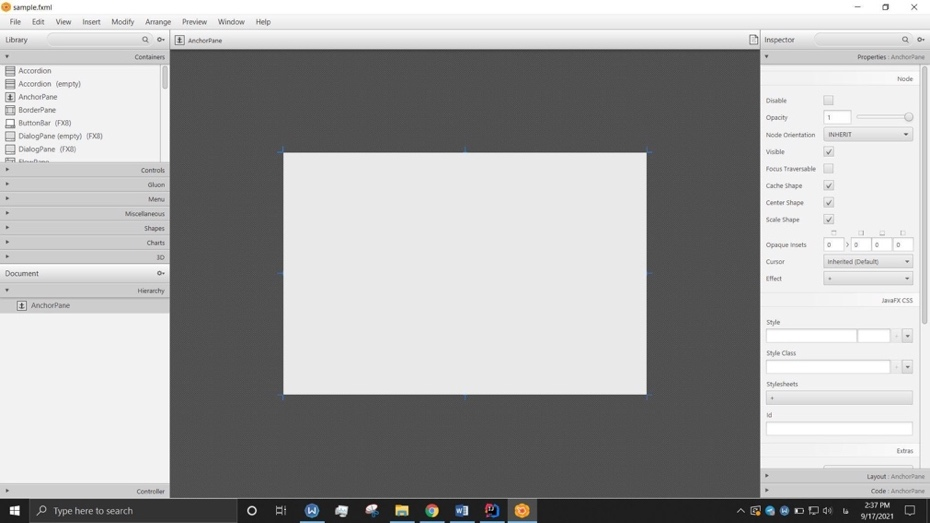 sample.fxml
File Edit View Insert Modify Arrange Preview Window Help
Library
AnchorPane
Inspector
Containers
Properties : AnchorPane
Accordion
Accordion (empty)
AnchorPane
BorderPane
ButtonBar (FX8)
DialogPane (empty) (FX8)
DialogPane (FX8)
FlowPane
Controls
Gluon
Menu
Miscellaneous
Shapes
Charts
3D
Document
Hierarchy
AnchorPane
Controller
Node
Disable
Opacity 1
Node Orientation INHERIT
Visible
Focus Traversable
Cache Shape
Center Shape
Scale Shape
Opaque Insets 0 0 0 0
Cursor Inherited (Default)
Effect +
JavaFX CSS
Style
Style Class
Stylesheets
+
Id
Extras
Layout : AnchorPane
Code : AnchorPane
Type here to search
فا
2:37 PM
9/17/2021